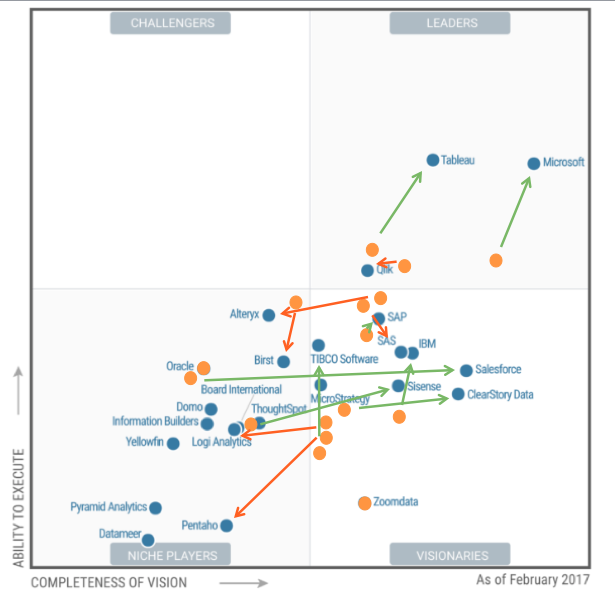 CHALLENGERS
LEADERS
Tableau
Microsoft
Qlik
Alteryx
SAP
SAS
IBM
Birst
TIBCO Software
Oracle
Salesforce
Board International
Sisense
ClearStory Data
MicroStrategy
Domo
ThoughtSpot
Information Builders
Yellowfin
Logi Analytics
Zoomdata
Pyramid Analytics
Pentaho
Datameer
NICHE PLAYERS
VISIONARIES
ABILITY TO EXECUTE
COMPLETENESS OF VISION
As of February 2017